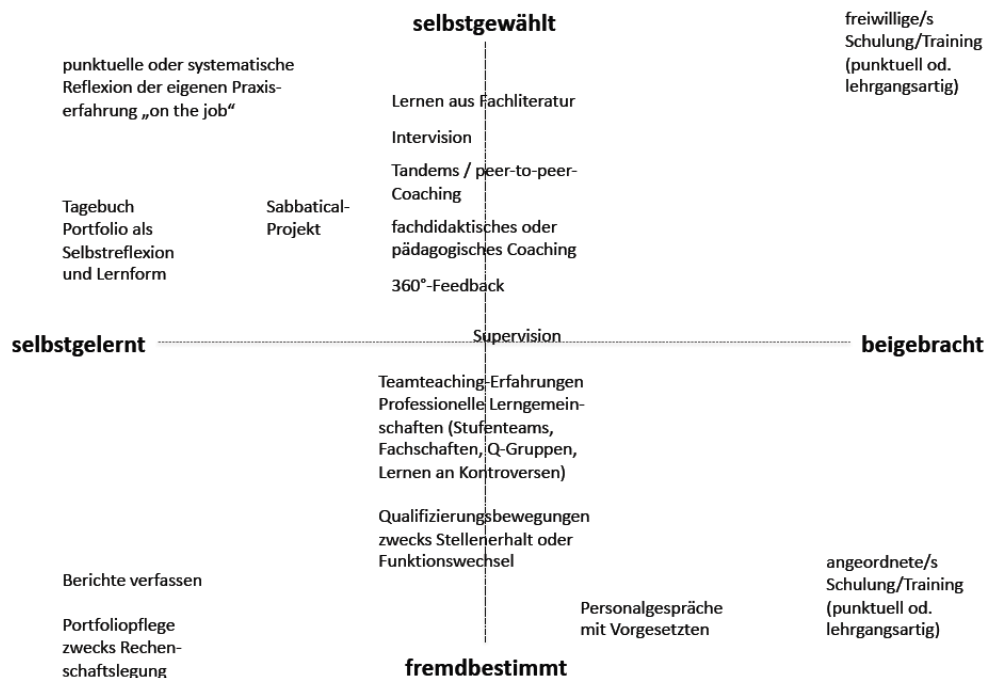 selbstgewählt
freiwillige/s
Schulung/Training
(punktuell od.
lehrgangsartig)
punktuelle oder systematische
Reflexion der eigenen Praxis-
erfahrung „on the job“
Lernen aus Fachliteratur
Intervision
Tandems / peer-to-peer-
Coaching
Tagebuch
Portfolio als
Selbstreflexion
und Lernform
Sabbatical-
Projekt
fachdidaktisches oder
pädagogisches Coaching
360°-Feedback
Supervision
selbstgelernt
beigebracht
Teamteaching-Erfahrungen
Professionelle Lerngemein-
schaften (Stufenteams,
Fachschaften, Q-Gruppen,
Lernen an Kontroversen)
Qualifizierungsbewegungen
zwecks Stellenerhalt oder
Funktionswechsel
Berichte verfassen
Portfoliopflege
zwecks Rechen-
schaftslegung
Personalgespräche
mit Vorgesetzten
angeordnete/s
Schulung/Training
(punktuell od.
lehrgangsartig)
fremdbestimmt